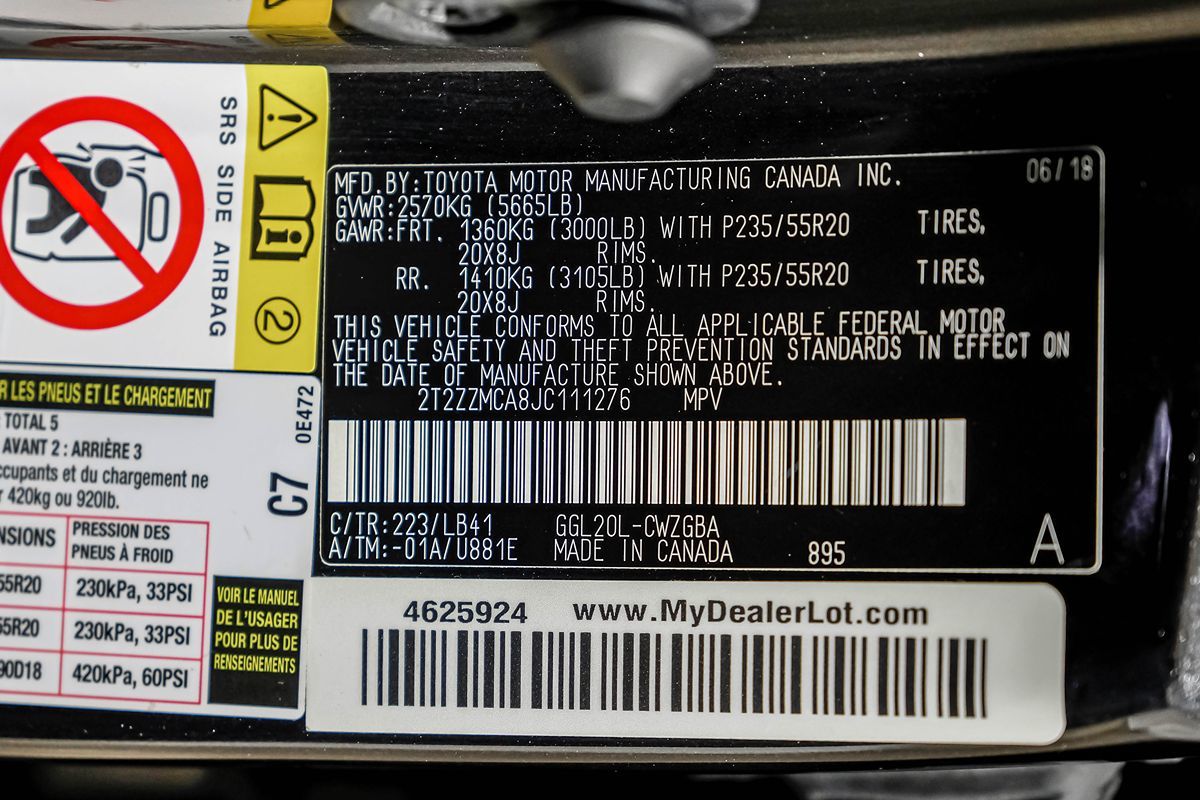 SRS SIDE AIRBAG
2
06/18
MFD.BY:TOYOTA MOTOR MANUFACTURING CANADA INC.
GVWR:2570KG (5665LB)
GAWR:FRT. 1360KG (3000LB) WITH P235/55R20 TIRES,
20X8J RIMS.
RR. 1410KG (3105LB) WITH P235/55R20 TIRES,
20X8J RIMS.
THIS VEHICLE CONFORMS TO ALL APPLICABLE FEDERAL MOTOR
VEHICLE SAFETY AND THEFT PREVENTION STANDARDS IN EFFECT ON
THE DATE OF MANUFACTURE SHOWN ABOVE.
2T2ZZMCA8JC111276 MPV
C/TR:223/LB41 GGL20L-CWZGBA
A/TM:-01A/U881E MADE IN CANADA 895
A
LES PNEUS ET LE CHARGEMENT
TOTAL 5
AVANT 2 : ARRIÈRE 3
et du chargement ne
420kg ou 920lb.
0E472
C7
PRESSION DES
PNEUS À FROID
55R20 230kPa, 33PSI
55R20 230kPa, 33PSI
90D18 420kPa, 60PSI
VOIR LE MANUEL
DE L'USAGER
POUR PLUS DE
RENSEIGNEMENTS
4625924 www.MyDealerLot.com